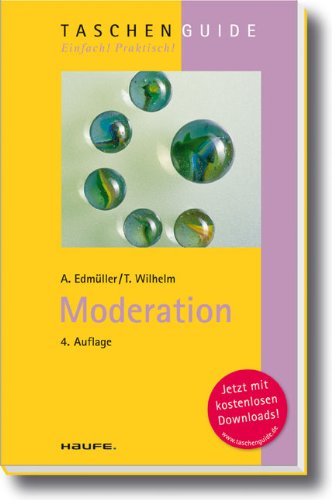 TASCHENGUIDE
Einfach! Praktisch!
A. Edmüller/T. Wilhelm
Moderation
4. Auflage
Jetzt mit
kostenlosen
Downloads!
www.taschenguide.de
HAUFE.